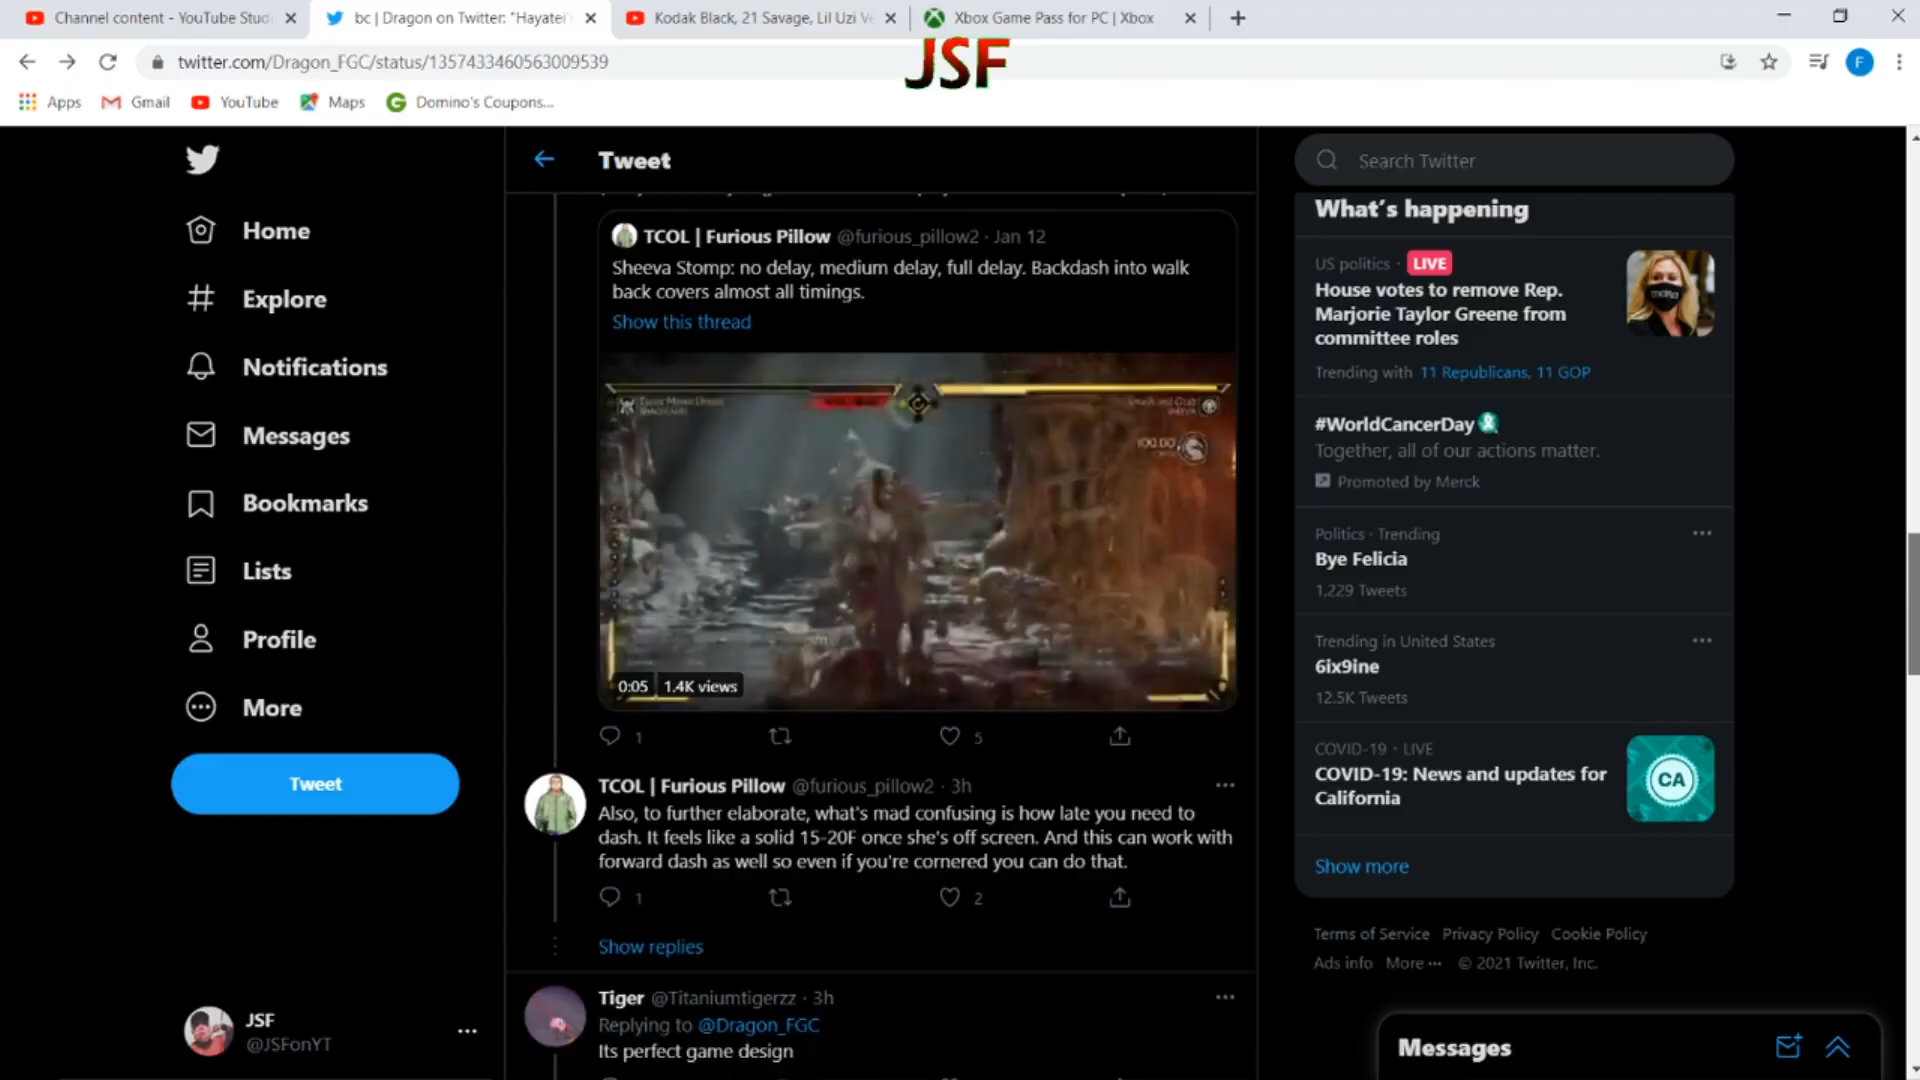 Channel content - YouTube Stud
bc | Dragon on Twitter: "Hayatei
Kodak Black, 21 Savage, Lil Uzi Ve
Xbox Game Pass for PC | Xbox
JSF
twitter.com/Dragon_FGC/status/1357433460563009539
F
Apps
Gmail
YouTube
Maps
Domino's Coupons...
Home
Explore
Notifications
Messages
Bookmarks
Lists
Profile
More
Tweet
JSF
@JSFonYT
Tweet
TCOL | Furious Pillow @furious_pillow2 · Jan 12
Sheeva Stomp: no delay, medium delay, full delay. Backdash into walk
back covers almost all timings.
Show this thread
100.00
0:05
1.4K views
1
5
TCOL | Furious Pillow @furious_pillow2 · 3h
Also, to further elaborate, what's mad confusing is how late you need to
dash. It feels like a solid 15-20F once she's off screen. And this can work with
forward dash as well so even if you're cornered you can do that.
1
2
Show replies
Tiger @Titaniumtigerzz · 3h
Replying to @Dragon_FGC
Its perfect game design
Search Twitter
What's happening
US politics · LIVE
House votes to remove Rep.
Marjorie Taylor Greene from
committee roles
Trending with 11 Republicans, 11 GOP
#WorldCancerDay
Together, all of our actions matter.
Promoted by Merck
Politics · Trending
Bye Felicia
1,229 Tweets
Trending in United States
6ix9ine
12.5K Tweets
COVID-19 · LIVE
COVID-19: News and updates for
California
CA
Show more
Terms of Service Privacy Policy Cookie Policy
Ads info More ··· © 2021 Twitter, Inc.
Messages